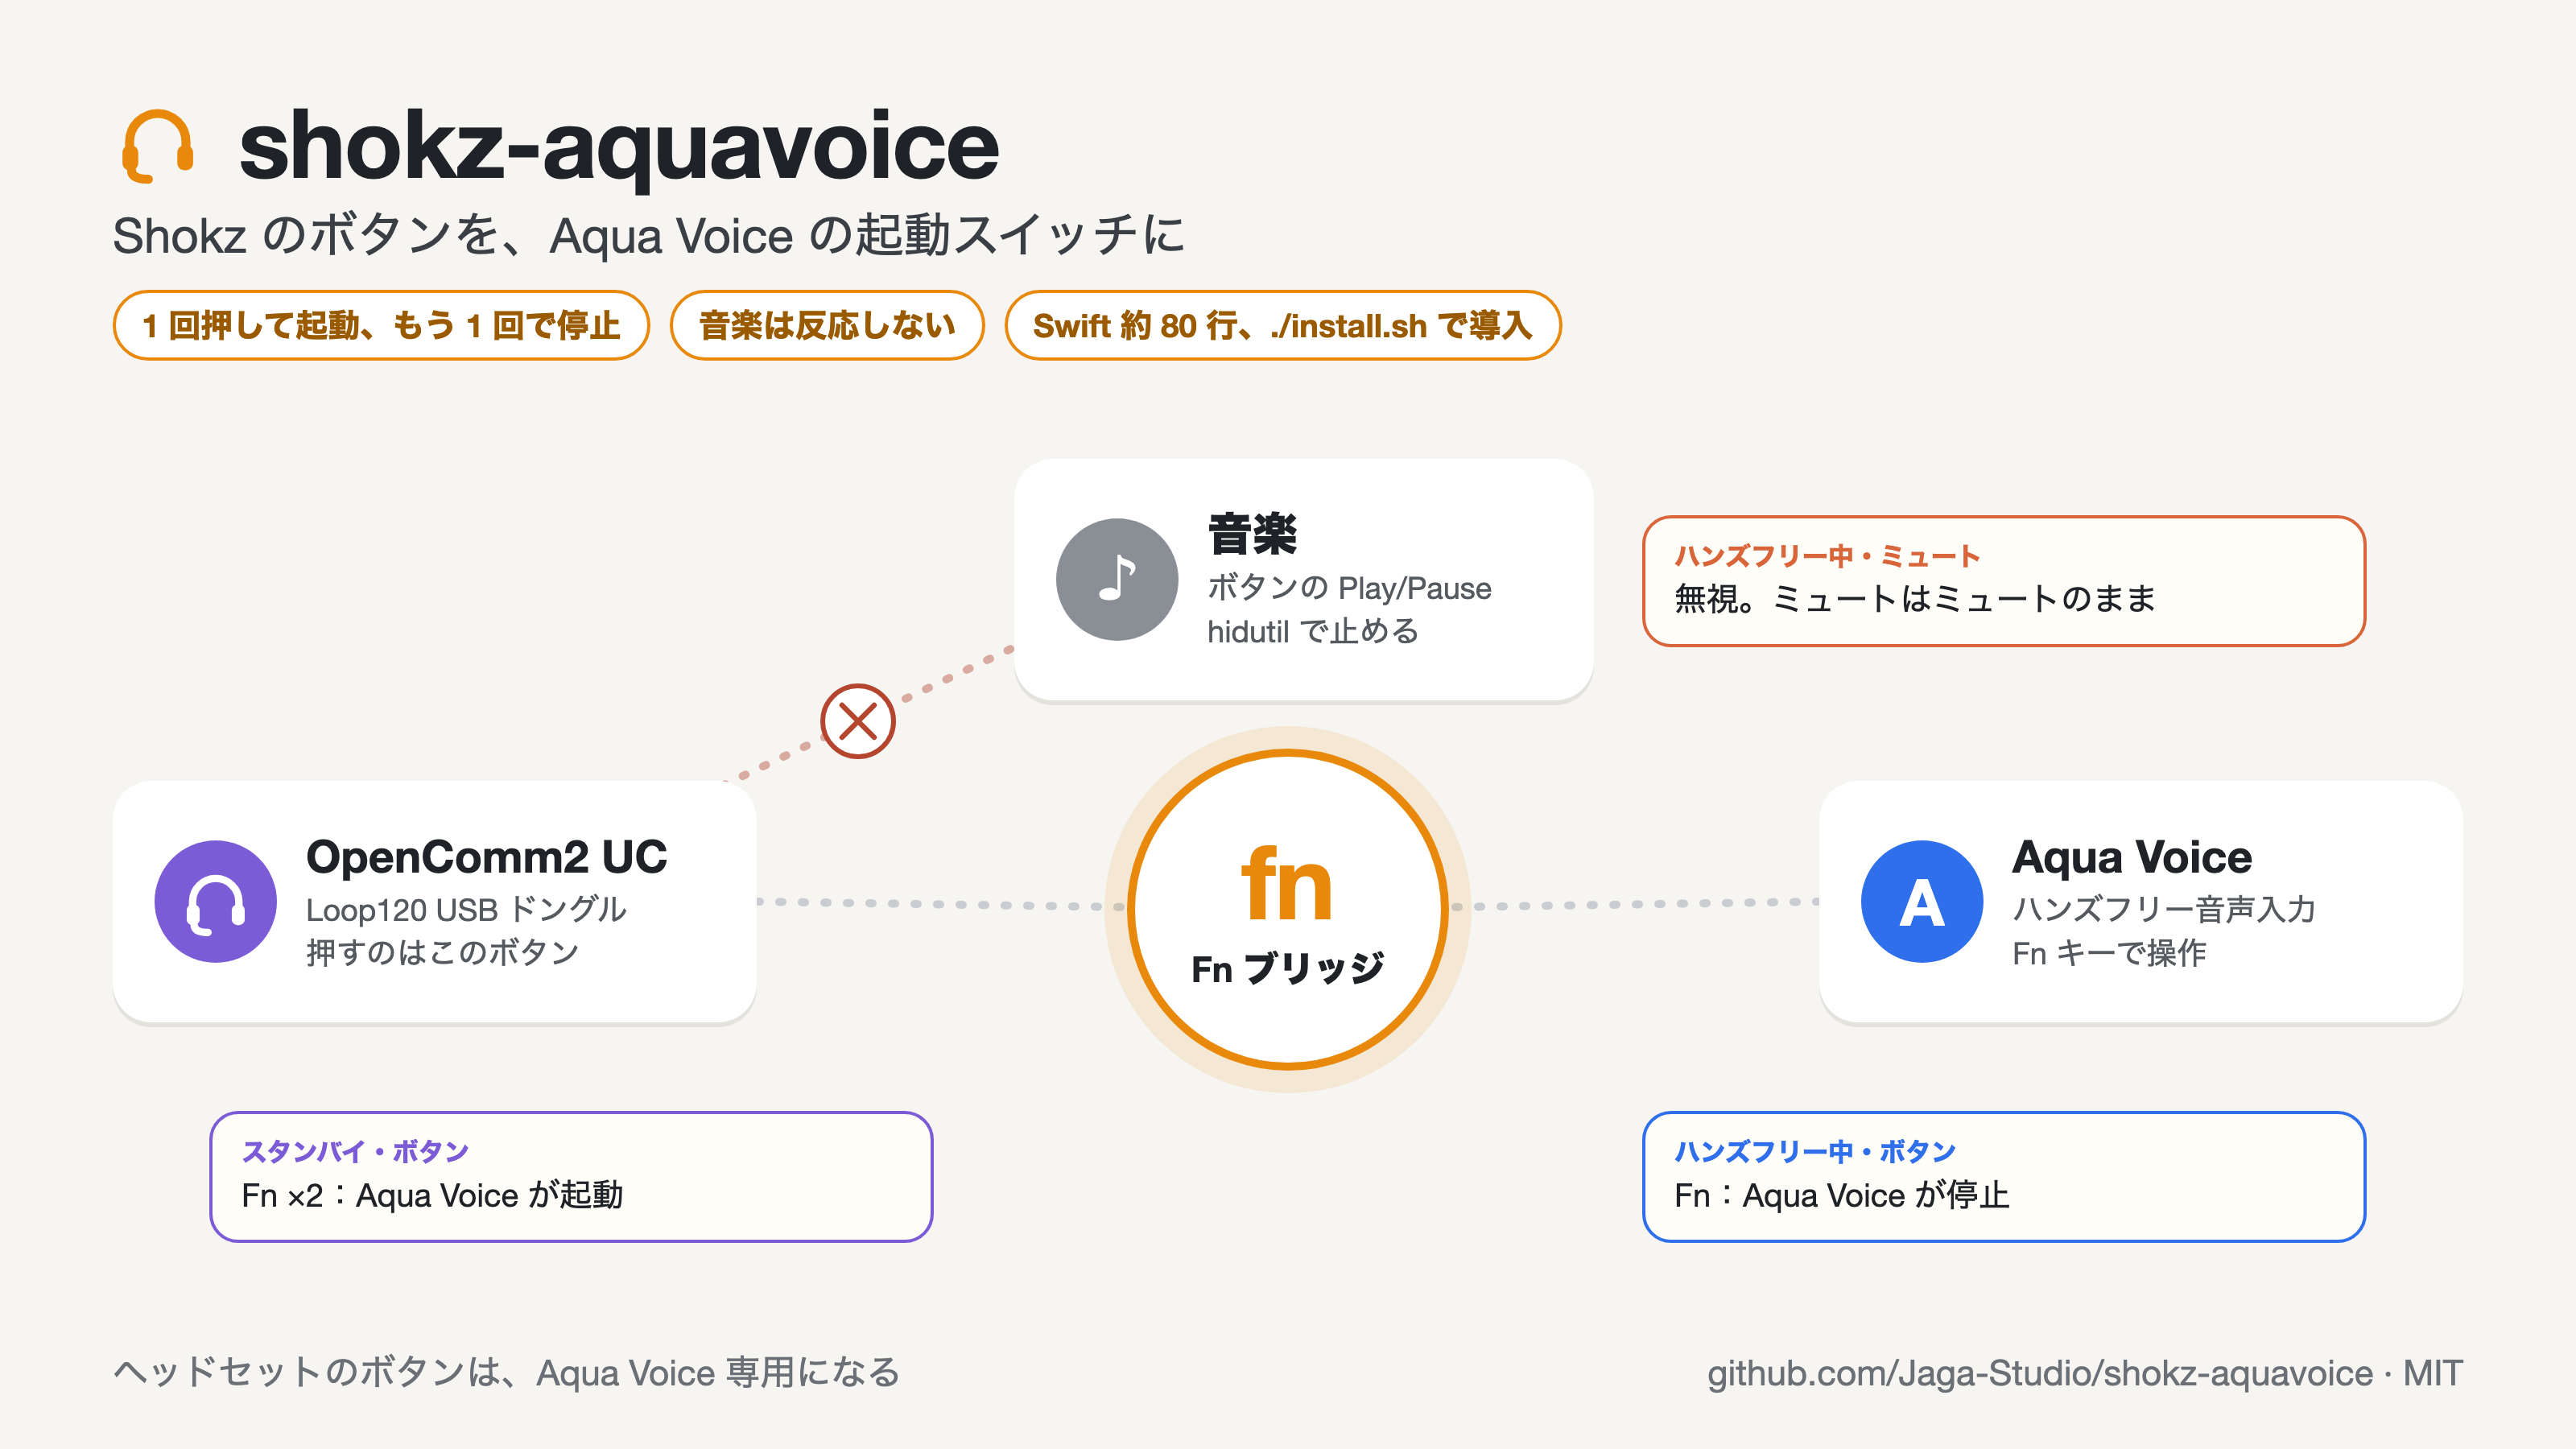 shokz-aquavoice
Shokz のボタンを、Aqua Voice の起動スイッチに
1 回押して起動、もう 1 回で停止
音楽は反応しない
Swift 約 80 行、./install.sh で導入
音楽
ボタンの Play/Pause
hidutil で止める
ハンズフリー中・ミュート
無視。ミュートはミュートのまま
OpenComm2 UC
Loop120 USB ドングル
押すのはこのボタン
fn
Fn ブリッジ
A
Aqua Voice
ハンズフリー音声入力
Fn キーで操作
スタンバイ・ボタン
Fn ×2：Aqua Voice が起動
ハンズフリー中・ボタン
Fn：Aqua Voice が停止
ヘッドセットのボタンは、Aqua Voice 専用になる
github.com/Jaga-Studio/shokz-aquavoice · MIT